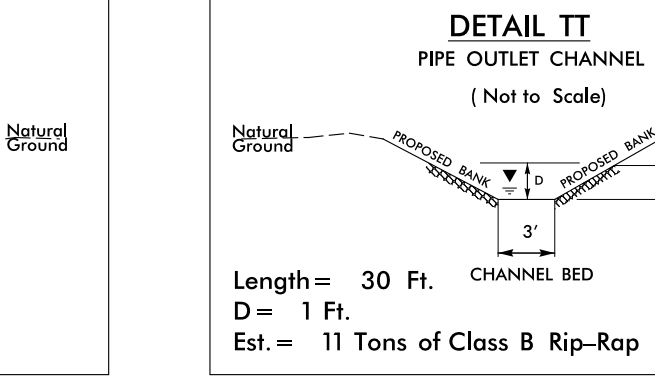 DETAIL TT
PIPE OUTLET CHANNEL
( Not to Scale)
Natural
Ground
Natural
Ground
PROPOSED BANK
D
PROPOSED BANK
3'
CHANNEL BED
Length = 30 Ft.
D = 1 Ft.
Est. = 11 Tons of Class B Rip-Rap